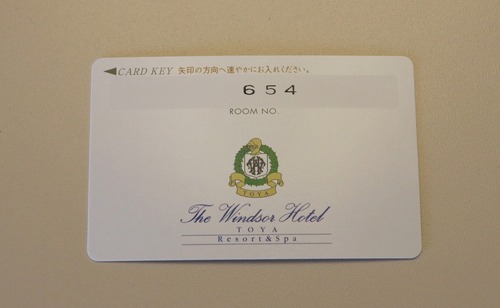 ◀CARD KEY 矢印の方向へ速やかにお入れください。
654
ROOM NO.
W
TOYA
The Windsor Hotel
TOYA
Resort&Spa